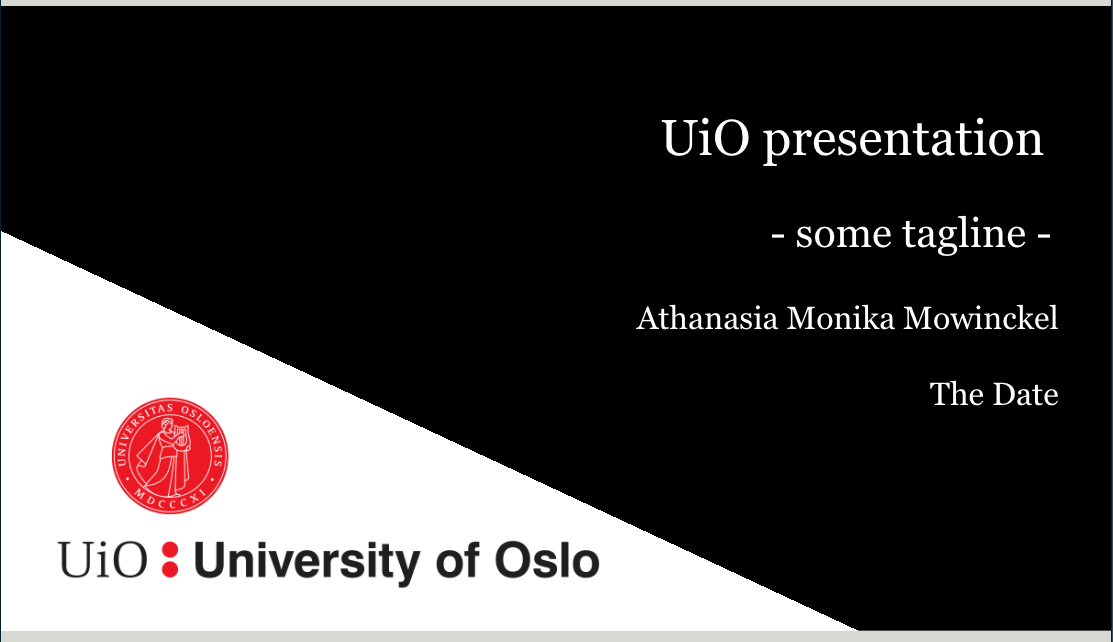 UiO presentation
- some tagline -
Athanasia Monika Mowinckel
The Date
UNIVERSITAS OSLOENSIS
MDCCCXI
UiO : University of Oslo